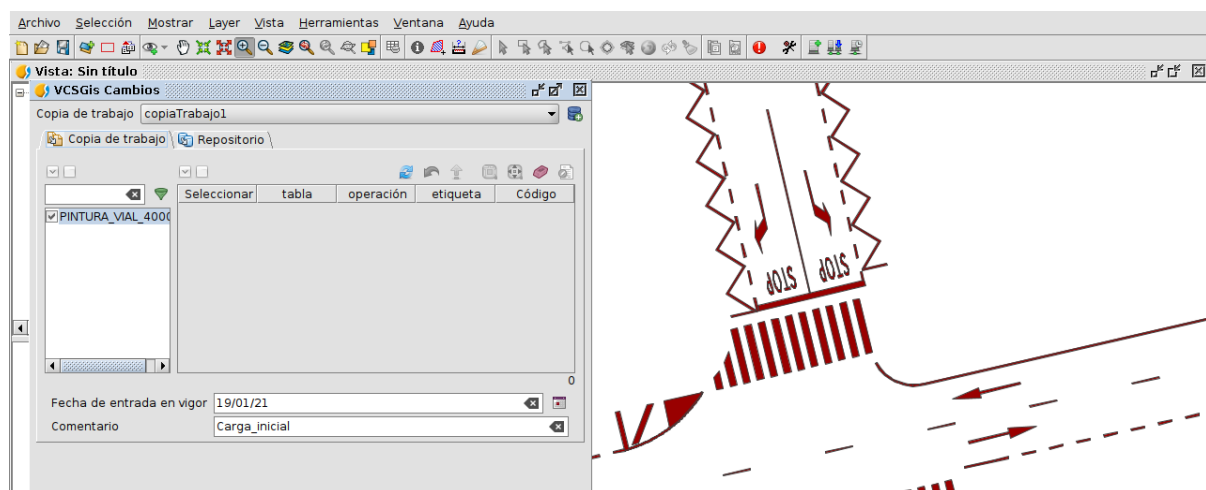 Archivo Selección Mostrar Layer Vista Herramientas Ventana Ayuda
Vista: Sin título
VCSGis Cambios
Copia de trabajo copiaTrabajo1
Copia de trabajo Repositorio
Seleccionar tabla operación etiqueta Código
PINTURA_VIAL_400
0
Fecha de entrada en vigor 19/01/21
Comentario Carga_inicial
STOP STOP